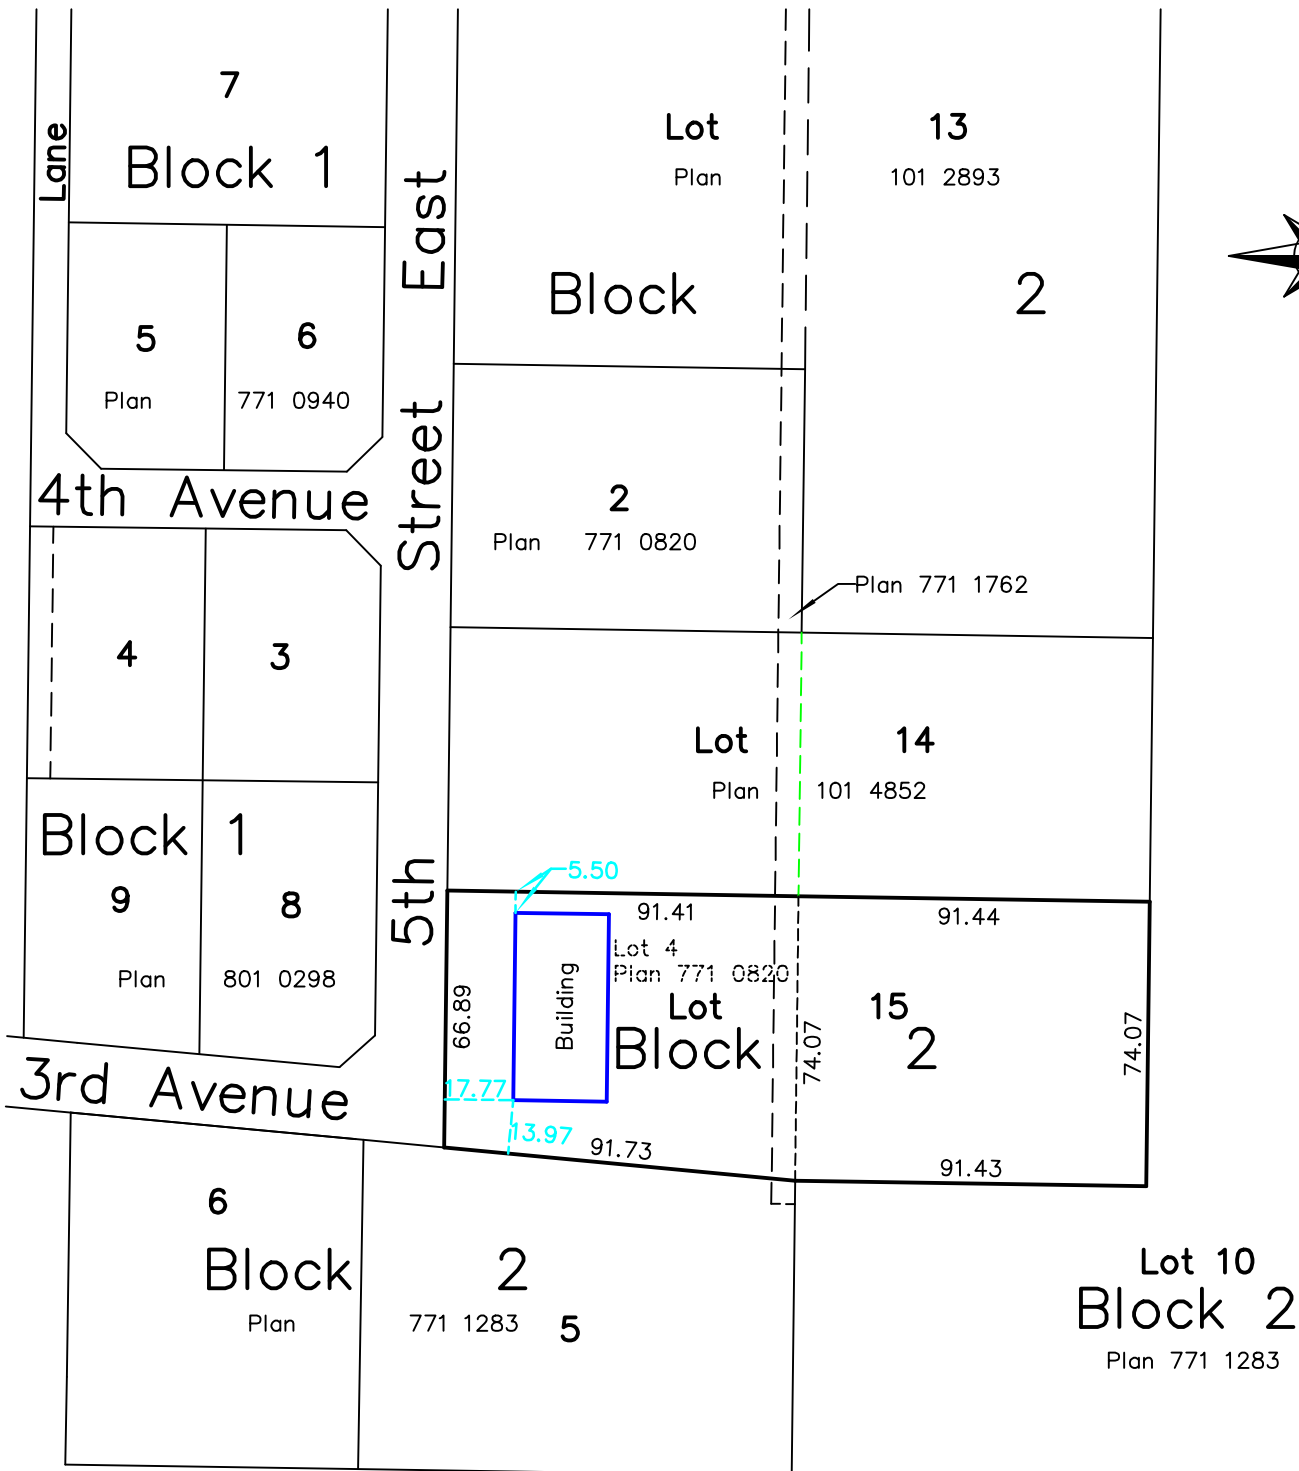 7
Block 1
Lane
Lot 13
Plan 101 2893
Block 2
5 6
Plan 771 0940
4th Avenue
5th Street East
2
Plan 771 0820
Plan 771 1762
4 3
Lot 14
Plan 101 4852
Block 1
9 8
Plan 801 0298
5.50
91.41
91.44
Lot 4
Plan 771 0820
Lot 15
Block 2
Building
66.89
74.07
74.07
17.77
13.97
91.73
91.43
3rd Avenue
6
Block 2
Plan 771 1283 5
Lot 10
Block 2
Plan 771 1283